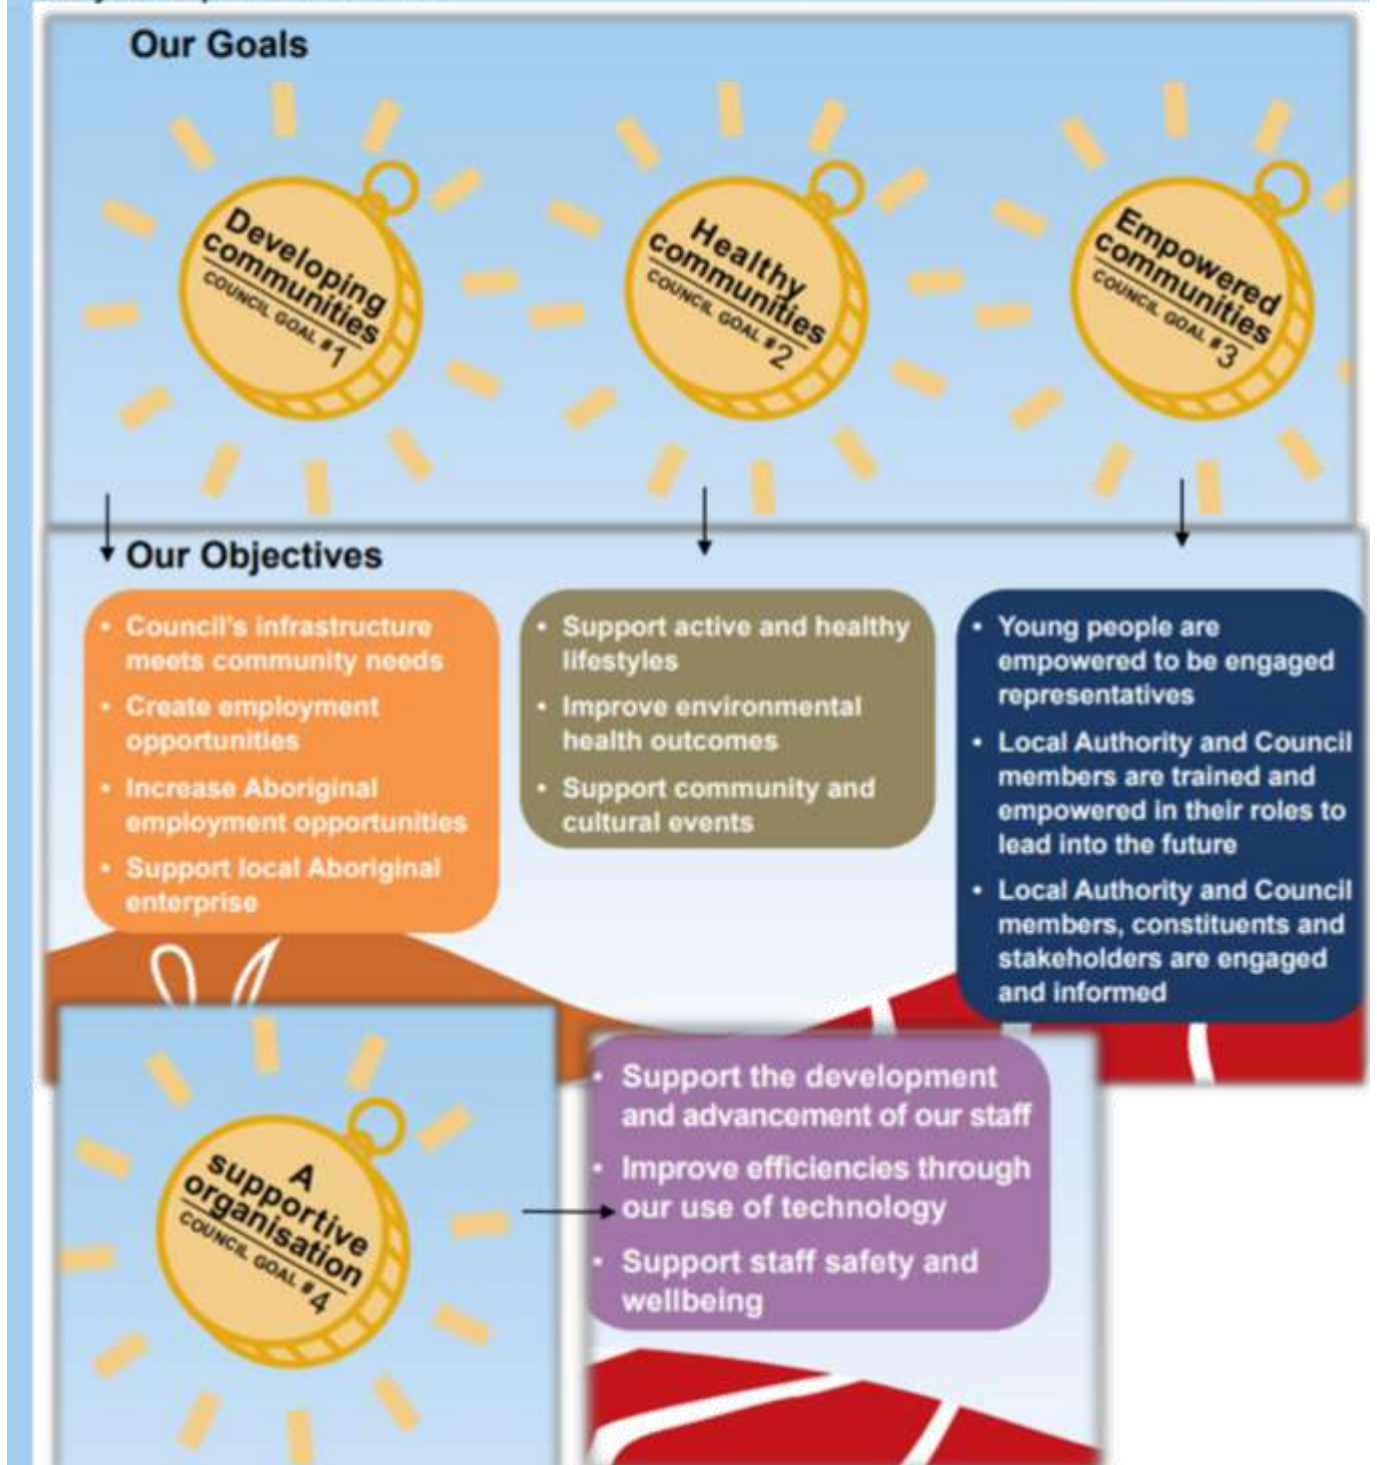 Our Goals
Developing
communities
COUNCIL GOAL #1
Healthy
communities
COUNCIL GOAL #2
Empowered
communities
COUNCIL GOAL #3
Our Objectives
• Council's infrastructure
meets community needs
• Create employment
opportunities
• Increase Aboriginal
employment opportunities
• Support local Aboriginal
enterprise
• Support active and healthy
lifestyles
• Improve environmental
health outcomes
• Support community and
cultural events
• Young people are
empowered to be engaged
representatives
• Local Authority and Council
members are trained and
empowered in their roles to
lead into the future
• Local Authority and Council
members, constituents and
stakeholders are engaged
and informed
A
supportive
organisation
COUNCIL GOAL #4
• Support the development
and advancement of our staff
• Improve efficiencies through
our use of technology
• Support staff safety and
wellbeing